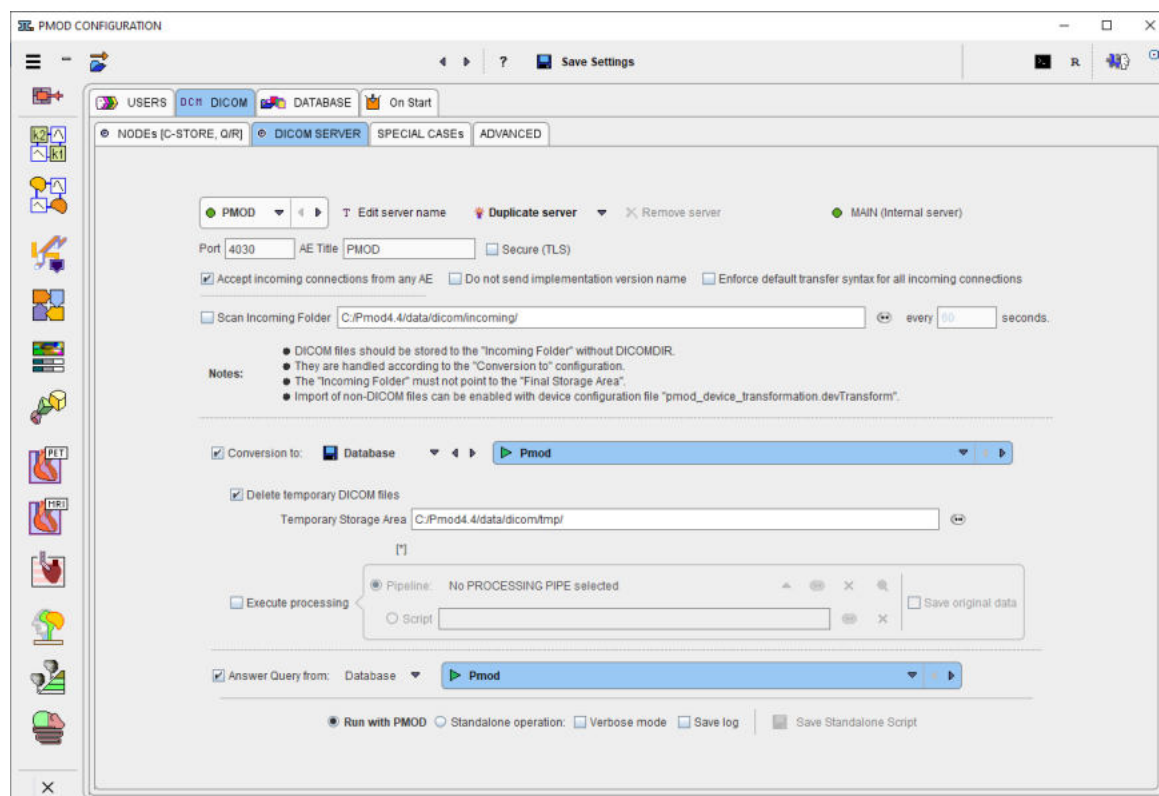 PMOD CONFIGURATION
? Save Settings R
USERS DCM DICOM DATABASE On Start
NODEs [C-STORE, Q/R] DICOM SERVER SPECIAL CASEs ADVANCED
k2
k1
PMOD T Edit server name Duplicate server Remove server MAIN (Internal server)
Port 4030 AE Title PMOD Secure (TLS)
Accept incoming connections from any AE Do not send implementation version name Enforce default transfer syntax for all incoming connections
Scan Incoming Folder C:/Pmod4.4/data/dicom/incoming/ every 60 seconds.
Notes:
● DICOM files should be stored to the "Incoming Folder" without DICOMDIR.
● They are handled according to the "Conversion to" configuration.
● The "Incoming Folder" must not point to the "Final Storage Area".
● Import of non-DICOM files can be enabled with device configuration file "pmod_device_transformation.devTransform".
Conversion to: Database Pmod
PET
Delete temporary DICOM files
MRI
Temporary Storage Area C:/Pmod4.4/data/dicom/tmp/
[*]
Pipeline: No PROCESSING PIPE selected
Execute processing Save original data
Script
Answer Query from: Database Pmod
Run with PMOD Standalone operation: Verbose mode Save log Save Standalone Script